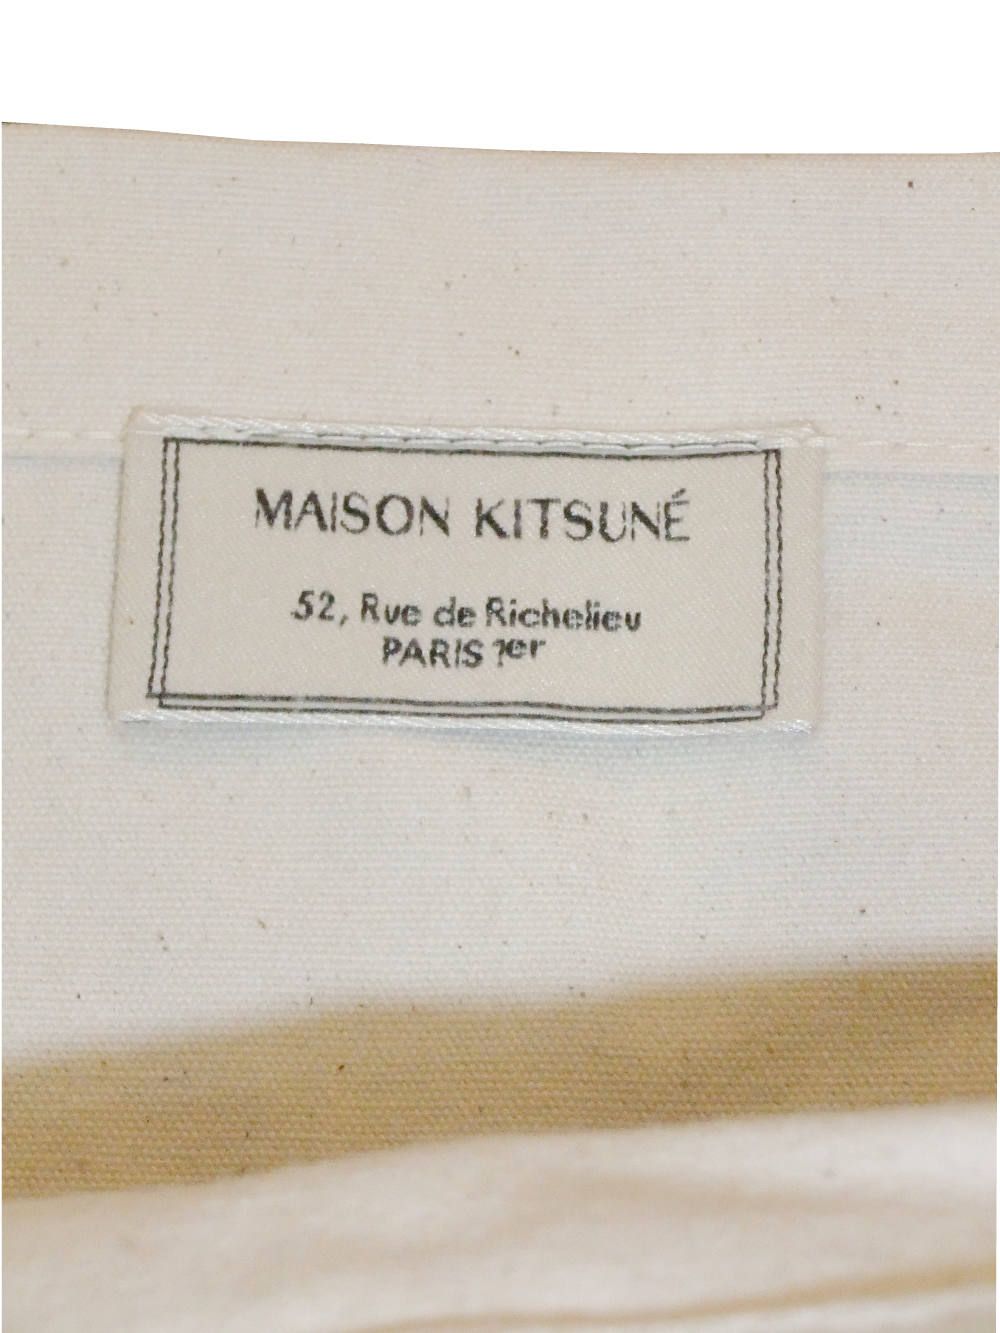 MAISON KITSUNÉ
52, Rue de Richelieu
PARIS 1er